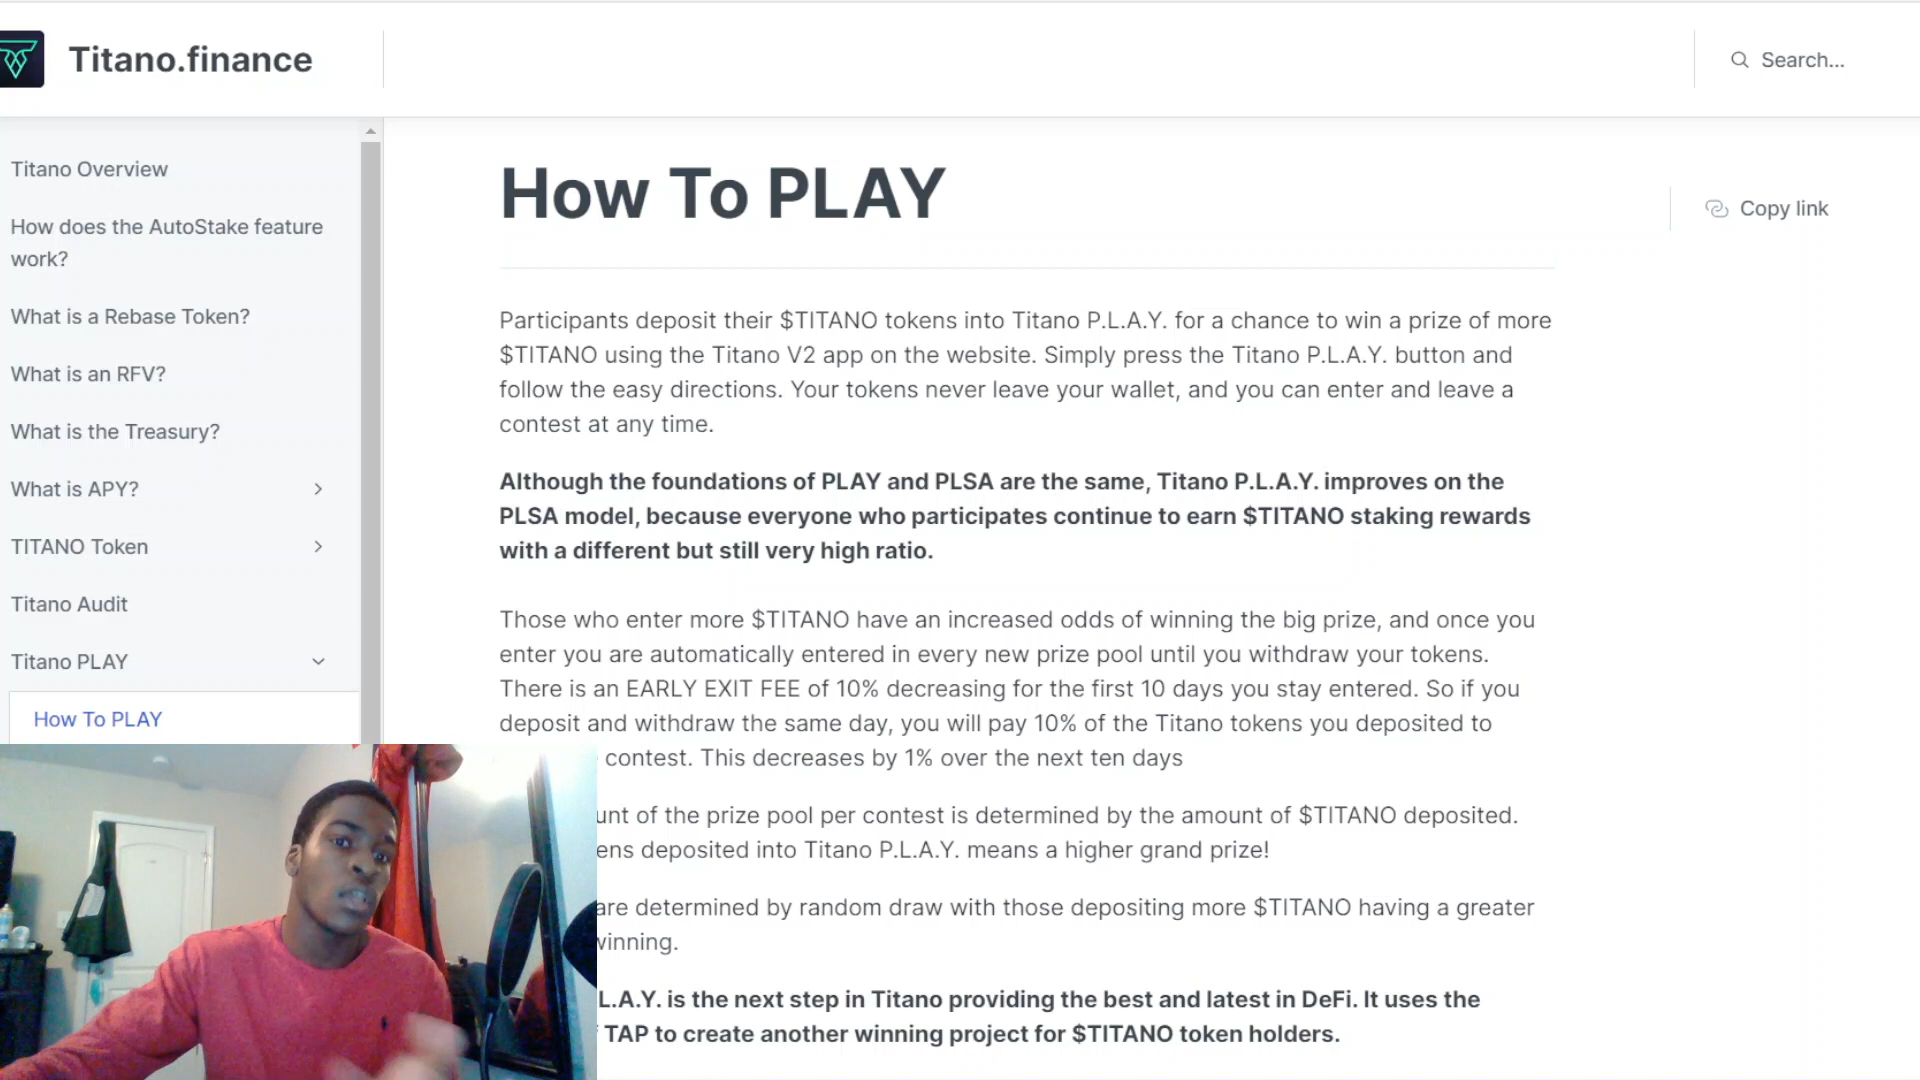 Titano.finance
Search...
Titano Overview
How does the AutoStake feature
work?
What is a Rebase Token?
What is an RFV?
What is the Treasury?
What is APY?
TITANO Token
Titano Audit
Titano PLAY
How To PLAY
How To PLAY
Copy link
Participants deposit their $TITANO tokens into Titano P.L.A.Y. for a chance to win a prize of more
$TITANO using the Titano V2 app on the website. Simply press the Titano P.L.A.Y. button and
follow the easy directions. Your tokens never leave your wallet, and you can enter and leave a
contest at any time.
Although the foundations of PLAY and PLSA are the same, Titano P.L.A.Y. improves on the
PLSA model, because everyone who participates continue to earn $TITANO staking rewards
with a different but still very high ratio.
Those who enter more $TITANO have an increased odds of winning the big prize, and once you
enter you are automatically entered in every new prize pool until you withdraw your tokens.
There is an EARLY EXIT FEE of 10% decreasing for the first 10 days you stay entered. So if you
deposit and withdraw the same day, you will pay 10% of the Titano tokens you deposited to
contest. This decreases by 1% over the next ten days
unt of the prize pool per contest is determined by the amount of $TITANO deposited.
ens deposited into Titano P.L.A.Y. means a higher grand prize!
are determined by random draw with those depositing more $TITANO having a greater
winning.
L.A.Y. is the next step in Titano providing the best and latest in DeFi. It uses the
TAP to create another winning project for $TITANO token holders.